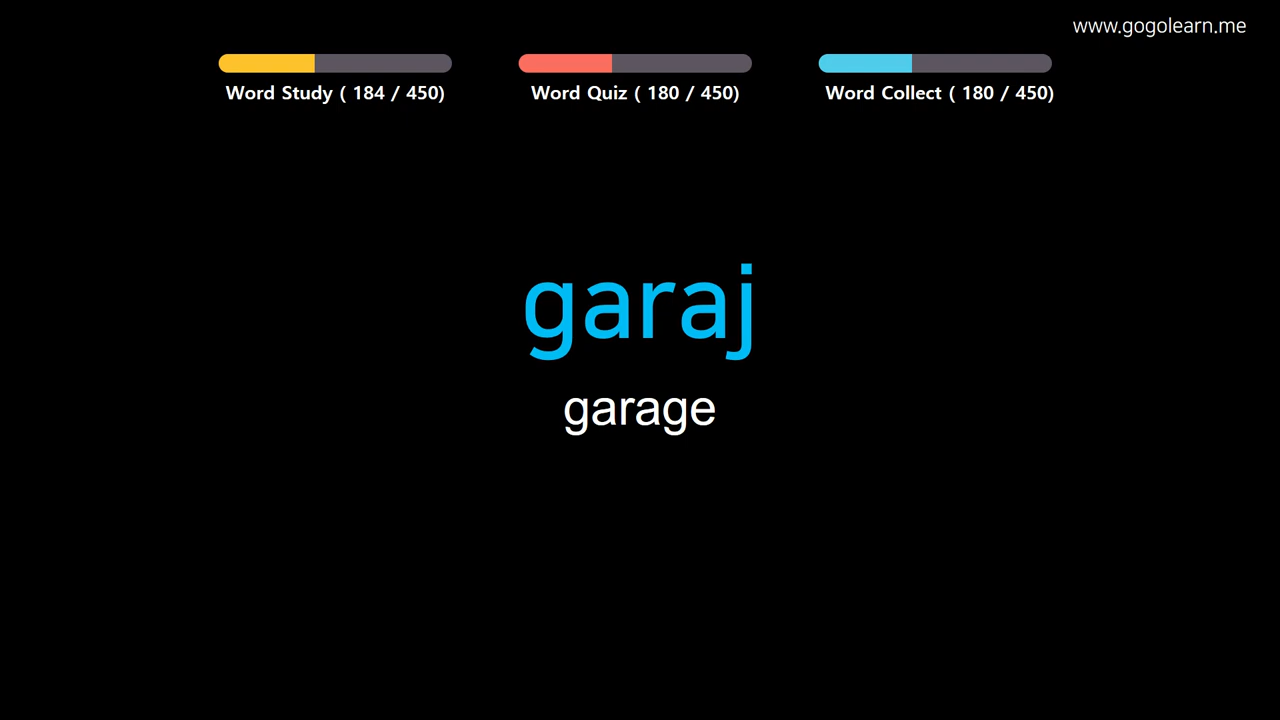 www.gogolearn.me
Word Study ( 184 / 450)
Word Quiz ( 180 / 450)
Word Collect ( 180 / 450)
garaj
garage